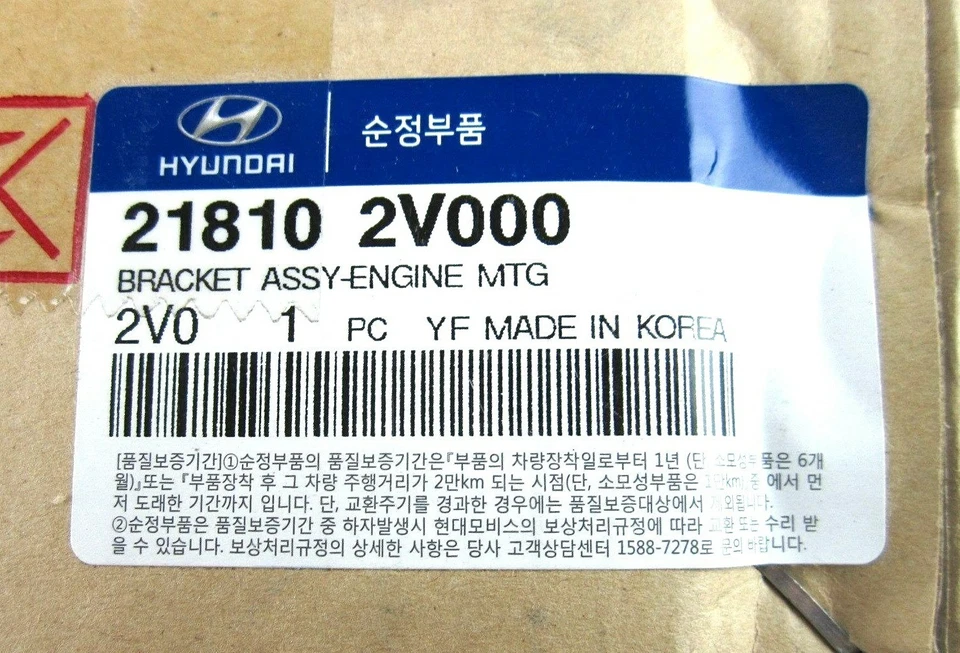 HYUNDAI
순정부품
21810 2V000
BRACKET ASSY-ENGINE MTG
2V0 1 PC YF MADE IN KOREA
[품질보증기간]①순정부품의 품질보증기간은『부품의 차량장착일로부터 1년 (단 소모성부품은 6개
월)』또는 『부품장착 후 그 차량 주행거리가 2만km 되는 시점(단, 소모성부품은 1만km) 중 에서 먼
저 도래한 기간까지 입니다. 단, 교환주기를 경과한 경우에는 품질보증대상에서 제외됩니다.
②순정부품은 품질보증기간 중 하자발생시 현대모비스의 보상처리규정에 따라 교환 또는 수리 받
을 수 있습니다. 보상처리규정의 상세한 사항은 당사 고객상담센터 1588-7278로 문의 바랍니다.